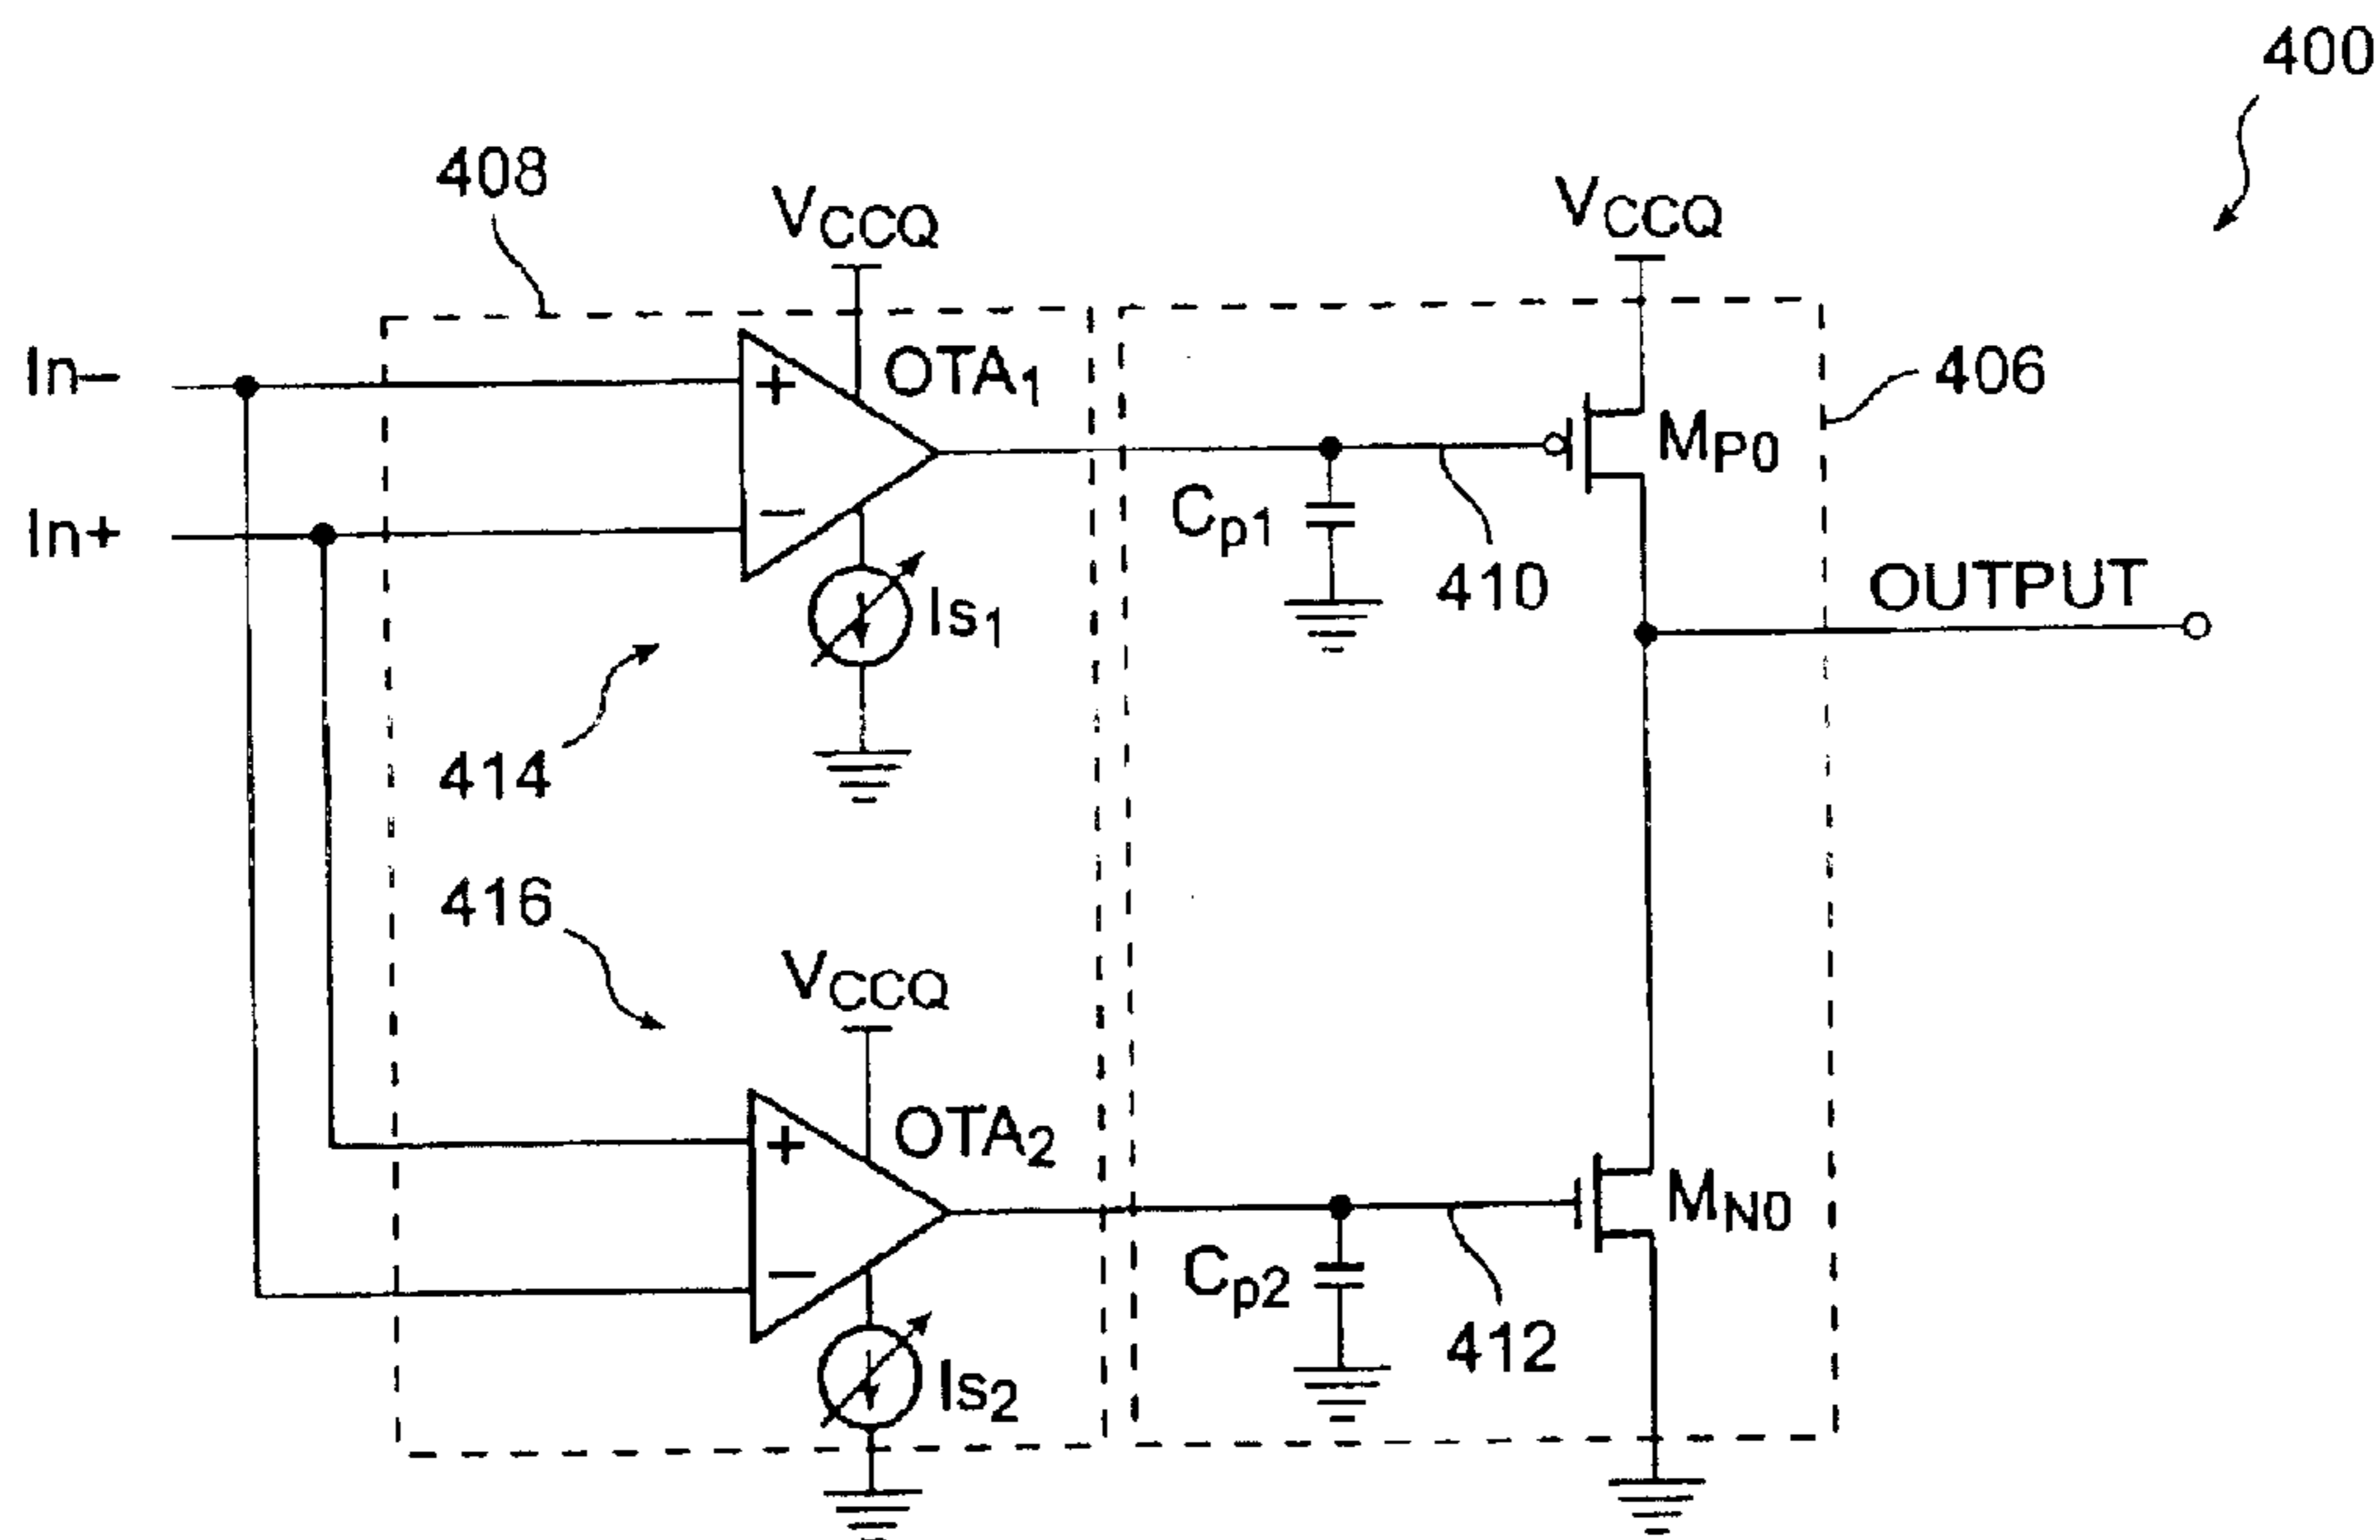 400
408
VCCQ
VCCQ
In−
+
OTA1
406
MP0
In+
−
Cp1
410
OUTPUT
Is1
414
416
VCCQ
+
OTA2
MN0
−
Cp2
412
Is2